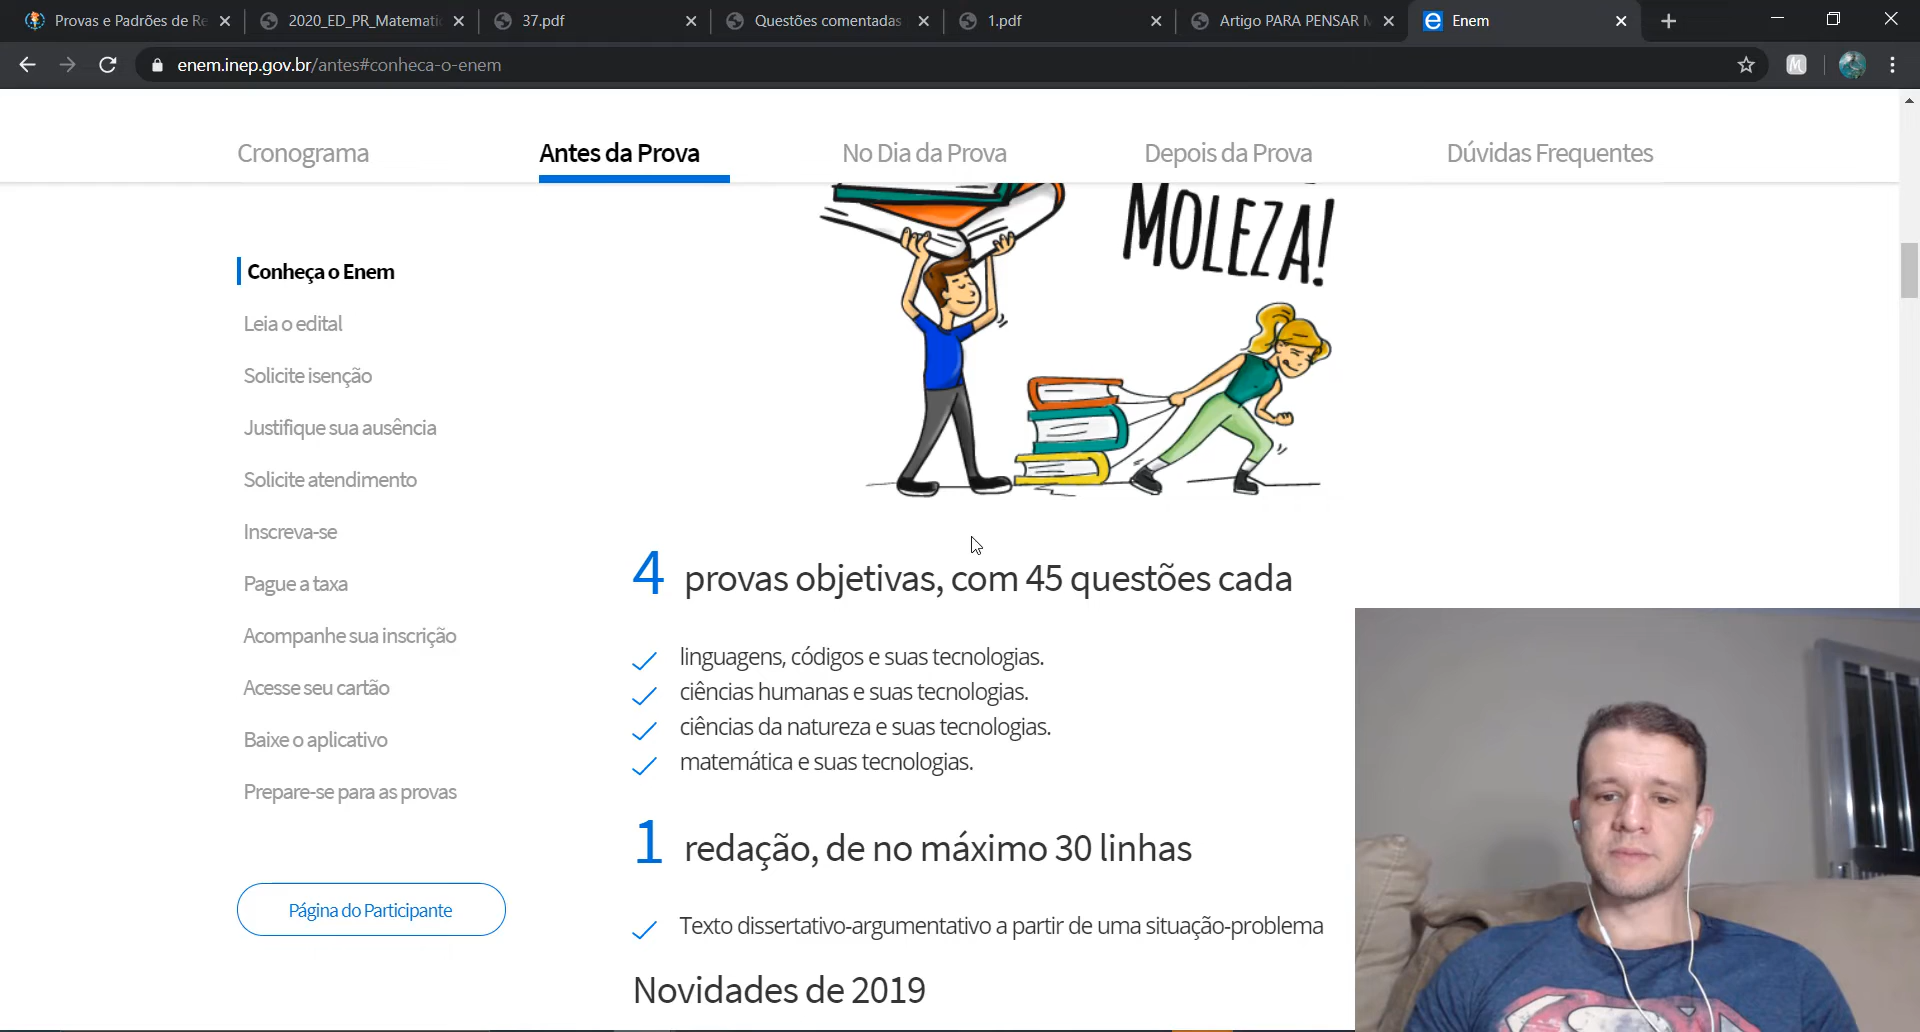 Provas e Padrões de Re
2020_ED_PR_Matemati
37.pdf
Questões comentadas
1.pdf
Artigo PARA PENSAR M
Enem
enem.inep.gov.br/antes#conheca-o-enem
Cronograma
Antes da Prova
No Dia da Prova
Depois da Prova
Dúvidas Frequentes
MOLEZA!
Conheça o Enem
Leia o edital
Solicite isenção
Justifique sua ausência
Solicite atendimento
Inscreva-se
Pague a taxa
Acompanhe sua inscrição
Acesse seu cartão
Baixe o aplicativo
Prepare-se para as provas
Página do Participante
4 provas objetivas, com 45 questões cada
linguagens, códigos e suas tecnologias.
ciências humanas e suas tecnologias.
ciências da natureza e suas tecnologias.
matemática e suas tecnologias.
1 redação, de no máximo 30 linhas
Texto dissertativo-argumentativo a partir de uma situação-problema
Novidades de 2019